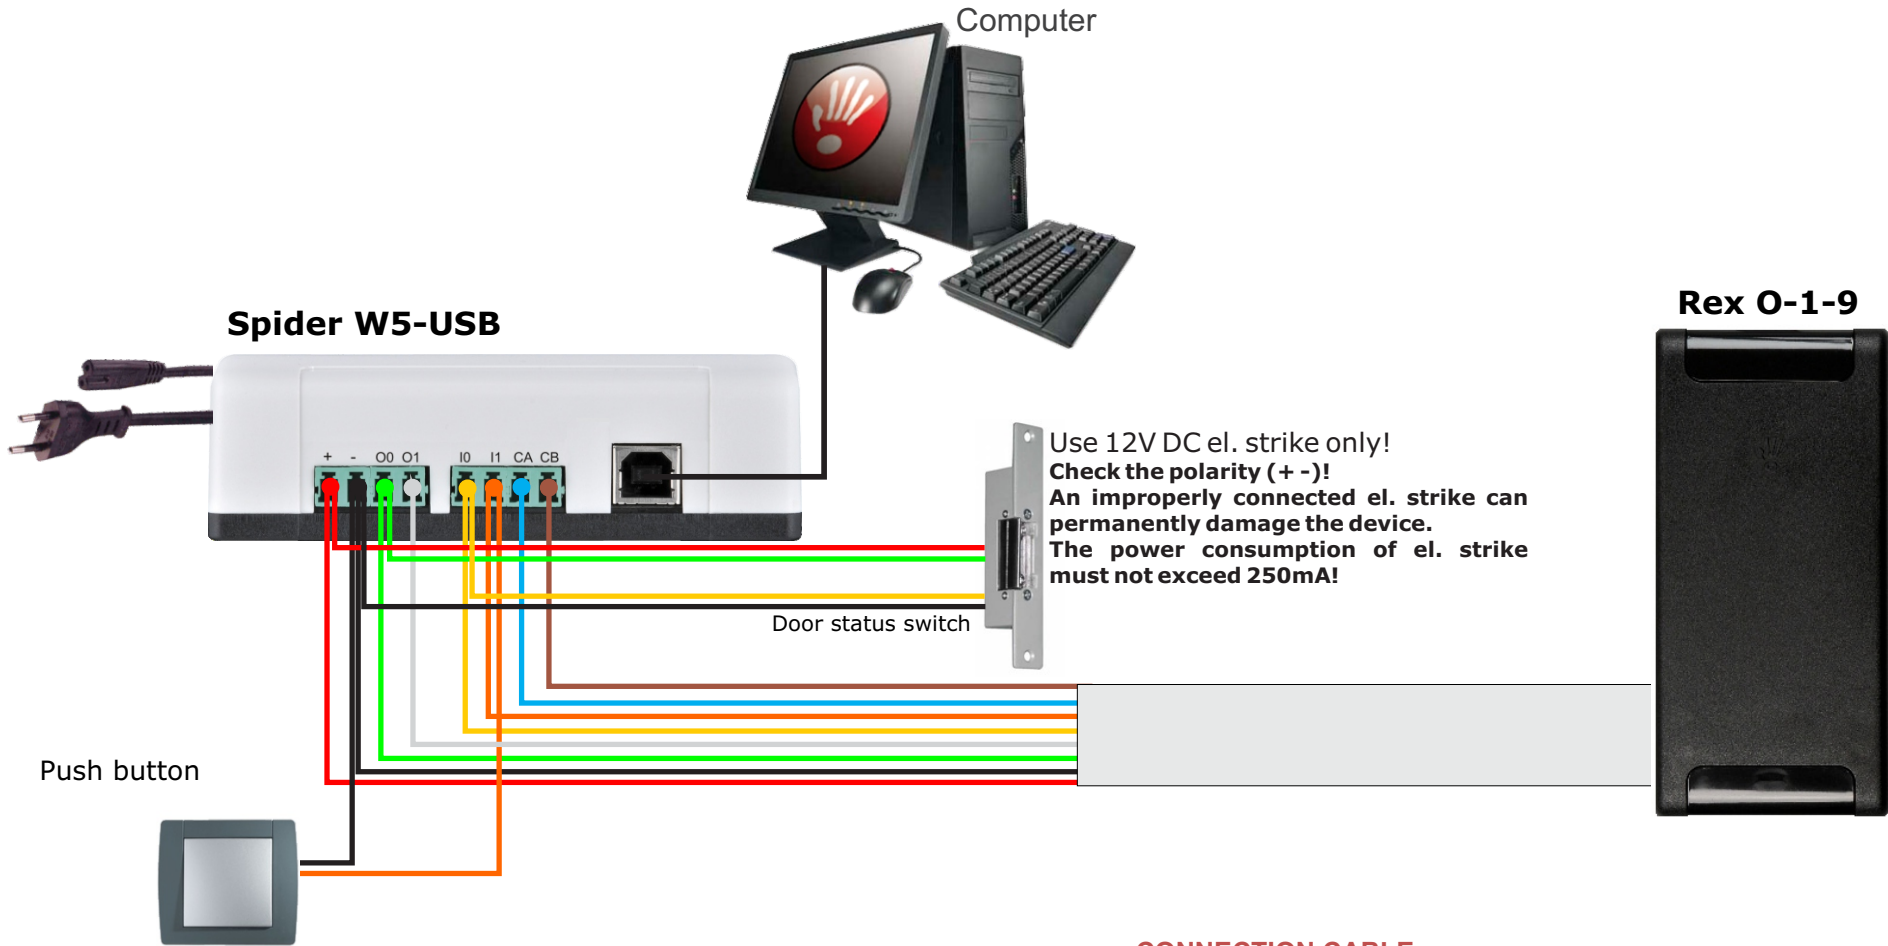 Computer
Rex O-1-9
Spider W5-USB
Use 12V DC el. strike only!
Check the polarity (+ -)!
An improperly connected el. strike can
permanently damage the device.
The power consumption of el. strike
must not exceed 250mA!
+ - O0 O1 I0 I1 CA CB
Door status switch
Push button
CONNECTION CABLE